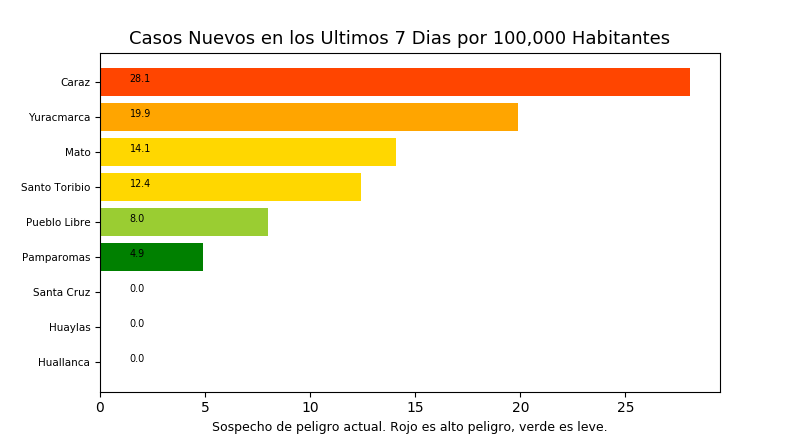 Casos Nuevos en los Ultimos 7 Dias por 100,000 Habitantes
Caraz 28.1
Yuracmarca 19.9
Mato 14.1
Santo Toribio 12.4
Pueblo Libre 8.0
Pamparomas 4.9
Santa Cruz 0.0
Huaylas 0.0
Huallanca 0.0
0 5 10 15 20 25
Sospecho de peligro actual. Rojo es alto peligro, verde es leve.